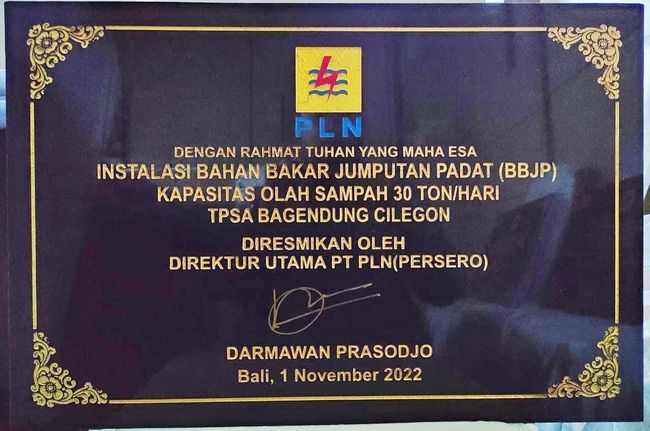 PLN
DENGAN RAHMAT TUHAN YANG MAHA ESA
INSTALASI BAHAN BAKAR JUMPUTAN PADAT (BBJP)
KAPASITAS OLAH SAMPAH 30 TON/HARI
TPSA BAGENDUNG CILEGON
DIRESMIKAN OLEH
DIREKTUR UTAMA PT PLN(PERSERO)
DARMAWAN PRASODJO
Bali, 1 November 2022